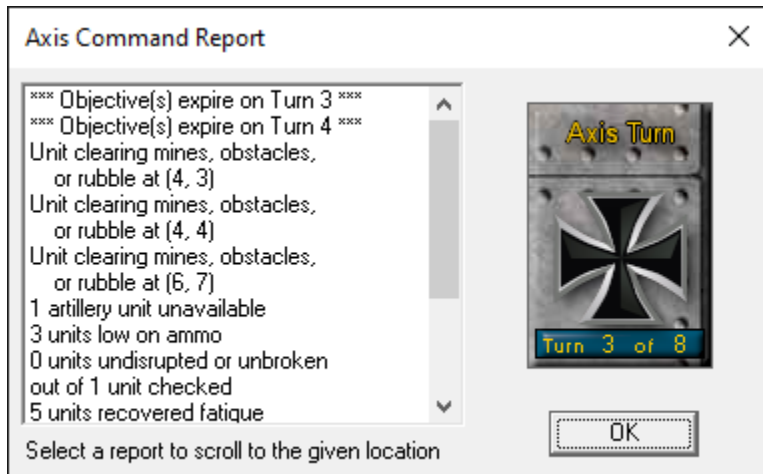 Axis Command Report
*** Objective(s) expire on Turn 3 ***
*** Objective(s) expire on Turn 4 ***
Unit clearing mines, obstacles,
or rubble at (4, 3)
Unit clearing mines, obstacles,
or rubble at (4, 4)
Unit clearing mines, obstacles,
or rubble at (6, 7)
1 artillery unit unavailable
3 units low on ammo
0 units undisrupted or unbroken
out of 1 unit checked
5 units recovered fatique
Select a report to scroll to the given location
Axis Turn
Turn 3 of 8
OK